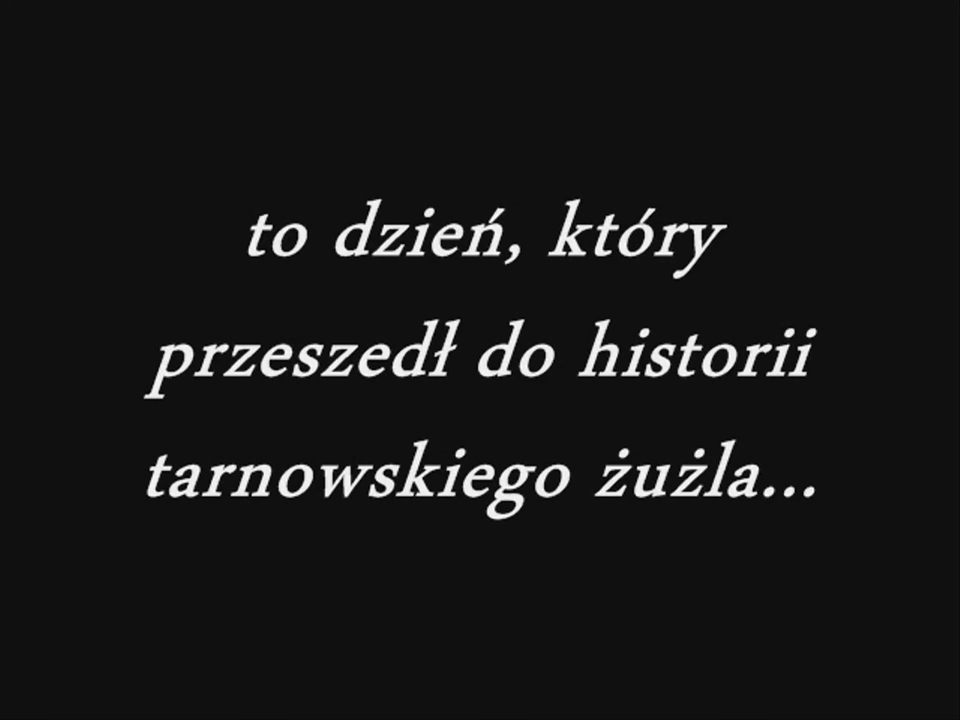 to dzień, który
przeszedł do historii
tarnowskiego żużla...